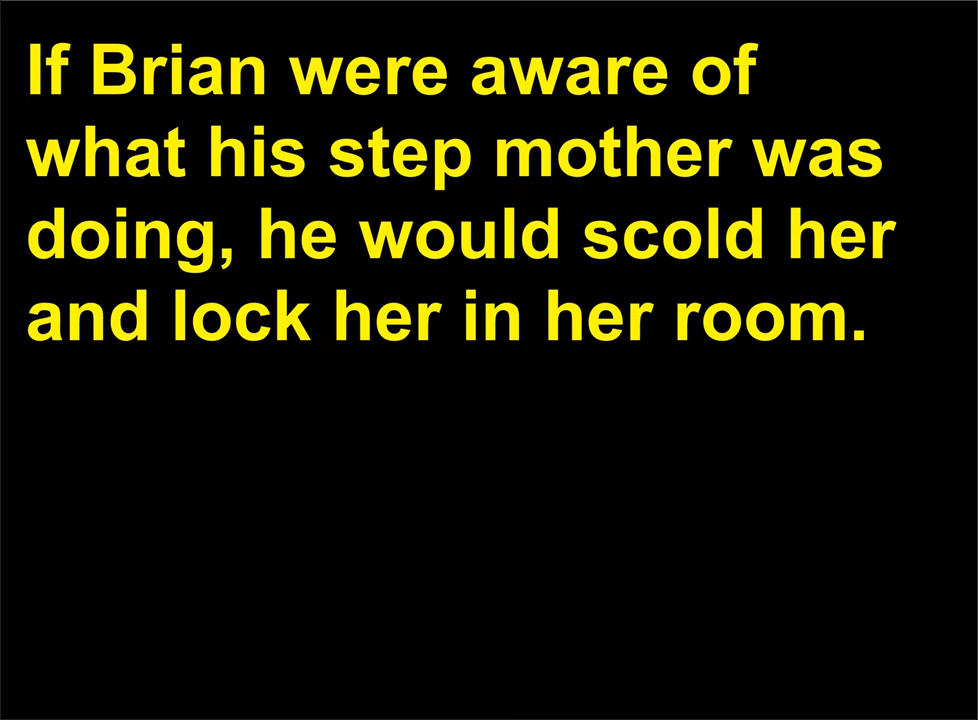 If Brian were aware of
what his step mother was
doing, he would scold her
and lock her in her room.